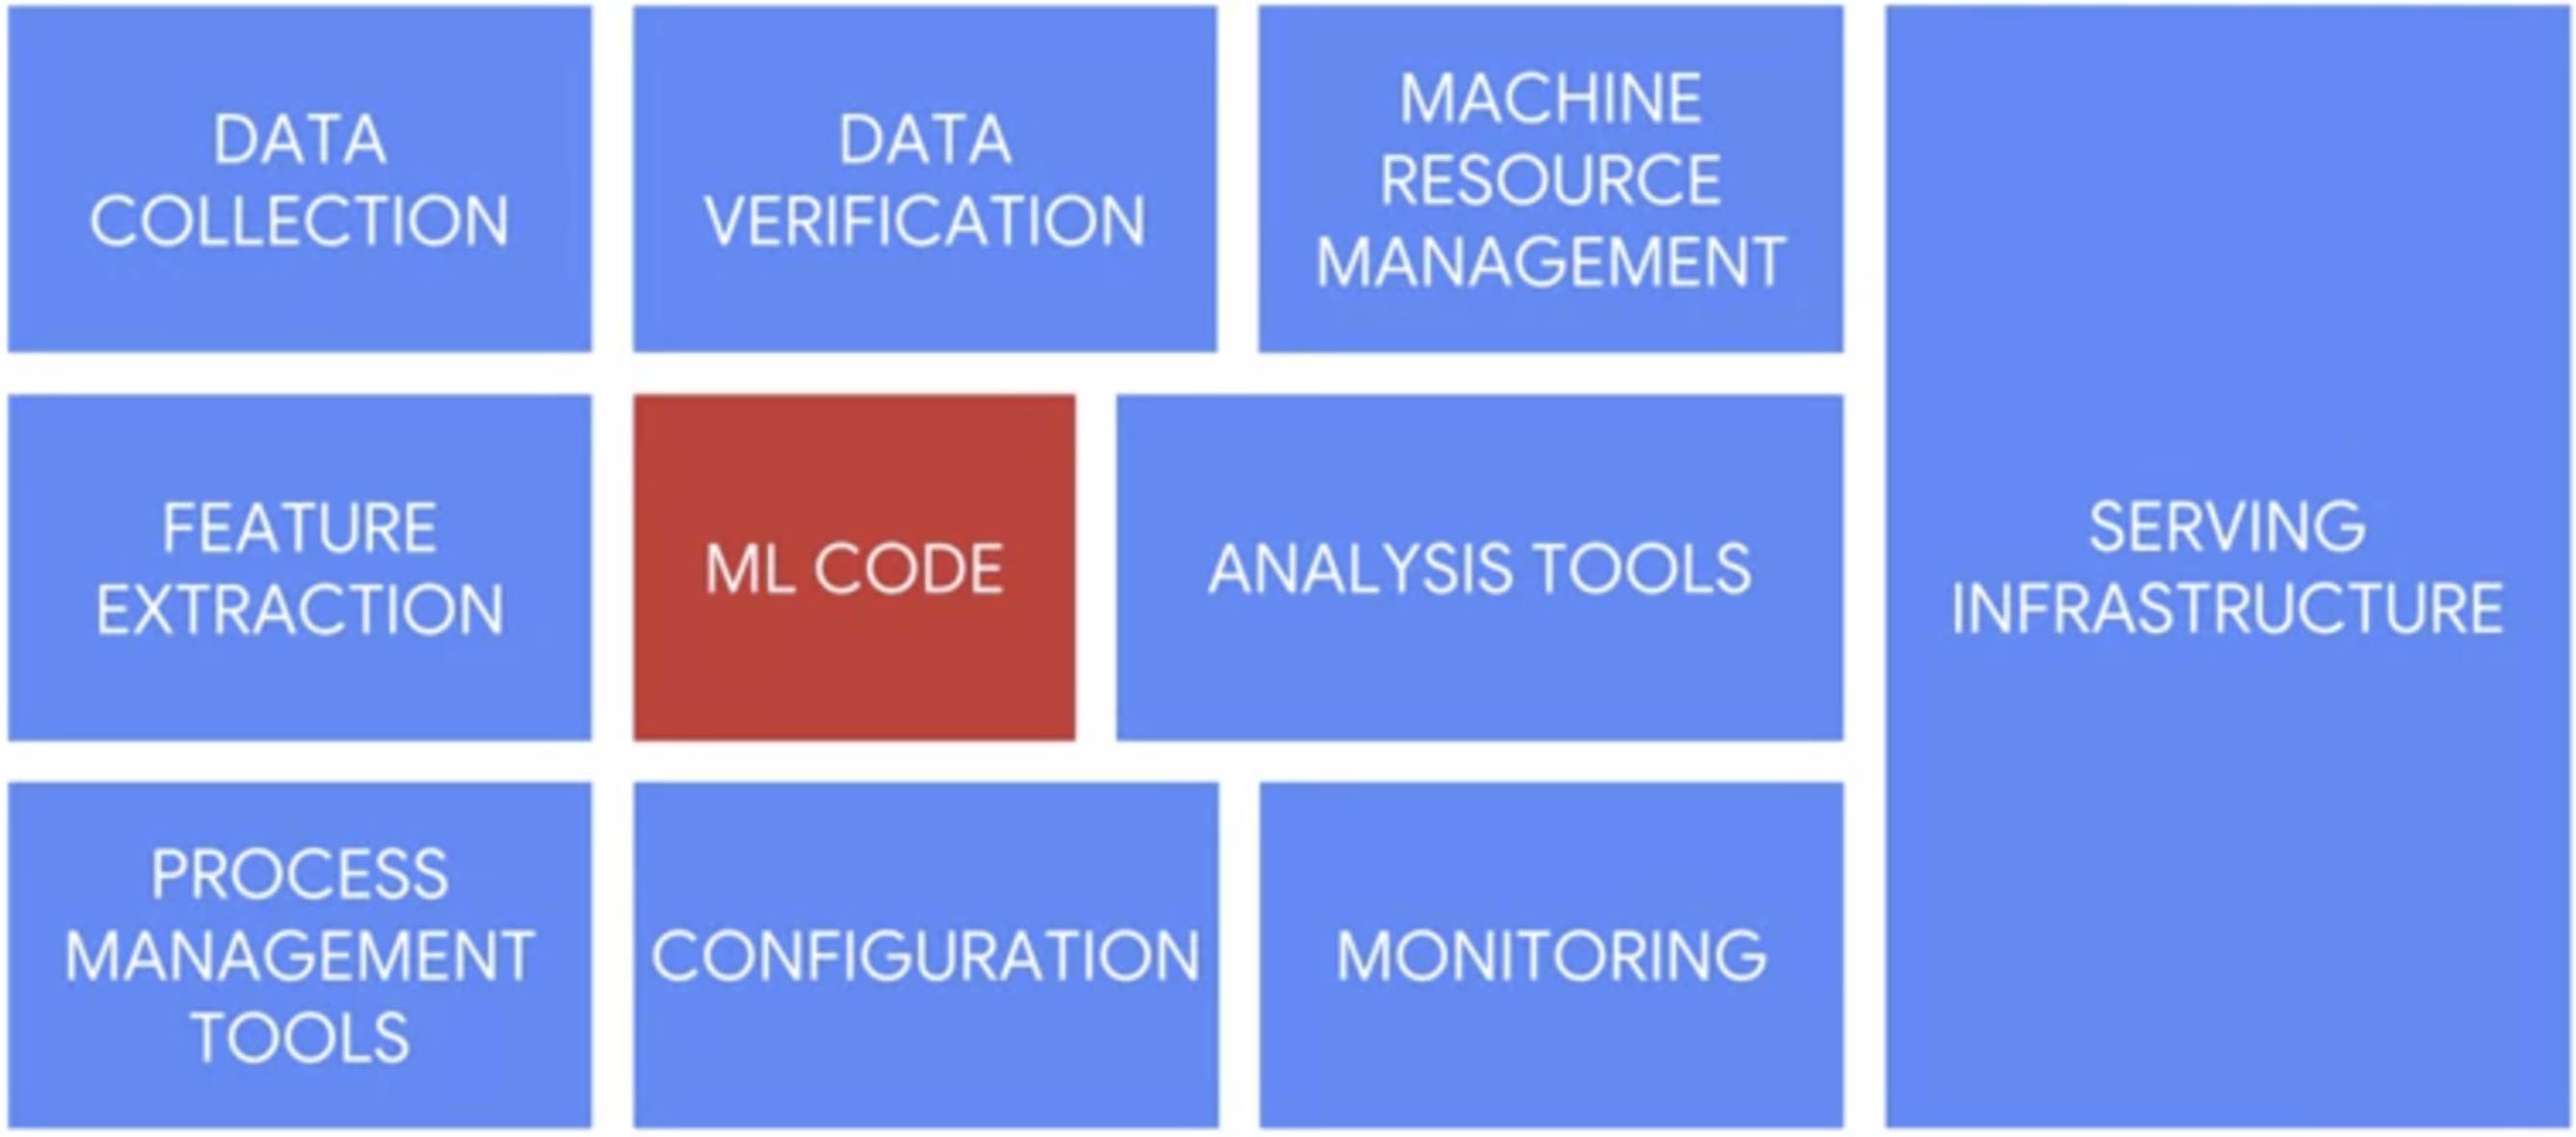 DATA
COLLECTION
DATA
VERIFICATION
MACHINE
RESOURCE
MANAGEMENT
FEATURE
EXTRACTION
ML CODE
ANALYSIS TOOLS
SERVING
INFRASTRUCTURE
PROCESS
MANAGEMENT
TOOLS
CONFIGURATION
MONITORING